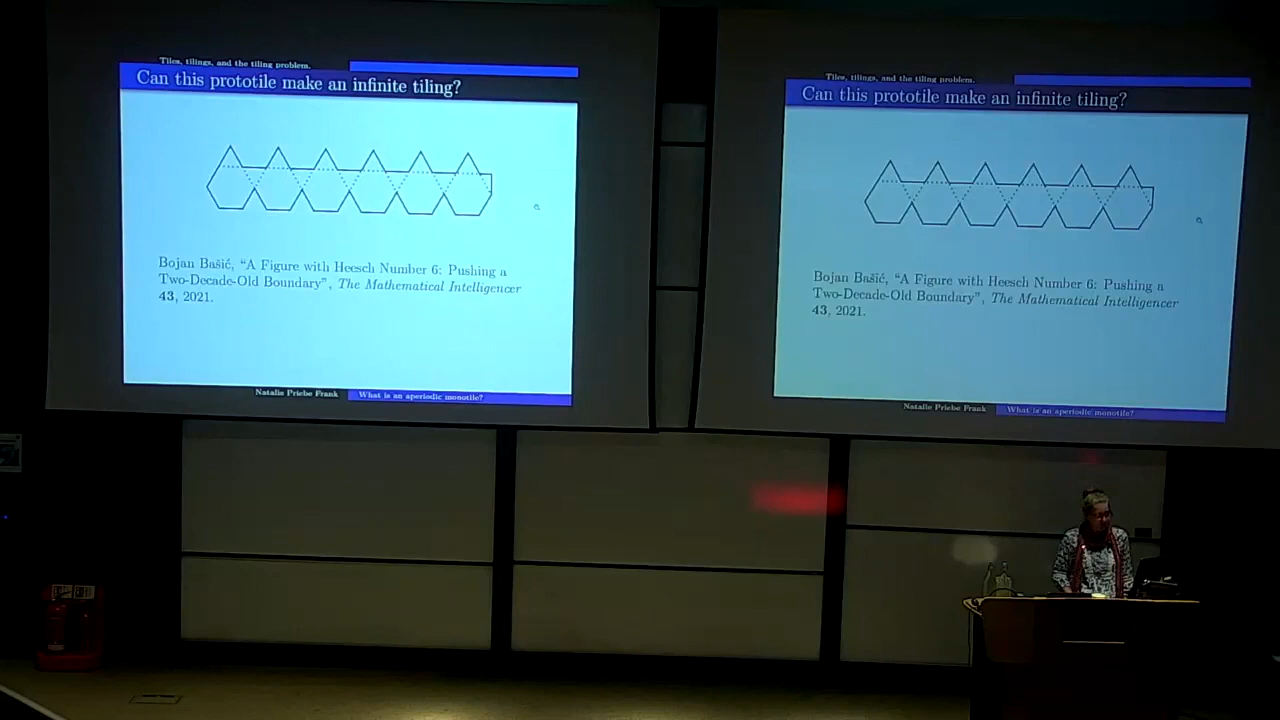 Tiles, tilings, and the tiling problem.
Can this prototile make an infinite tiling?
Bojan Bašić, “A Figure with Heesch Number 6: Pushing a
Two-Decade-Old Boundary”, The Mathematical Intelligencer
43, 2021.
Natalie Priebe Frank
What is an aperiodic monotile?
Tiles, tilings, and the tiling problem.
Can this prototile make an infinite tiling?
Bojan Bašić, “A Figure with Heesch Number 6: Pushing a
Two-Decade-Old Boundary”, The Mathematical Intelligencer
43, 2021.
Natalie Priebe Frank
What is an aperiodic monotile?